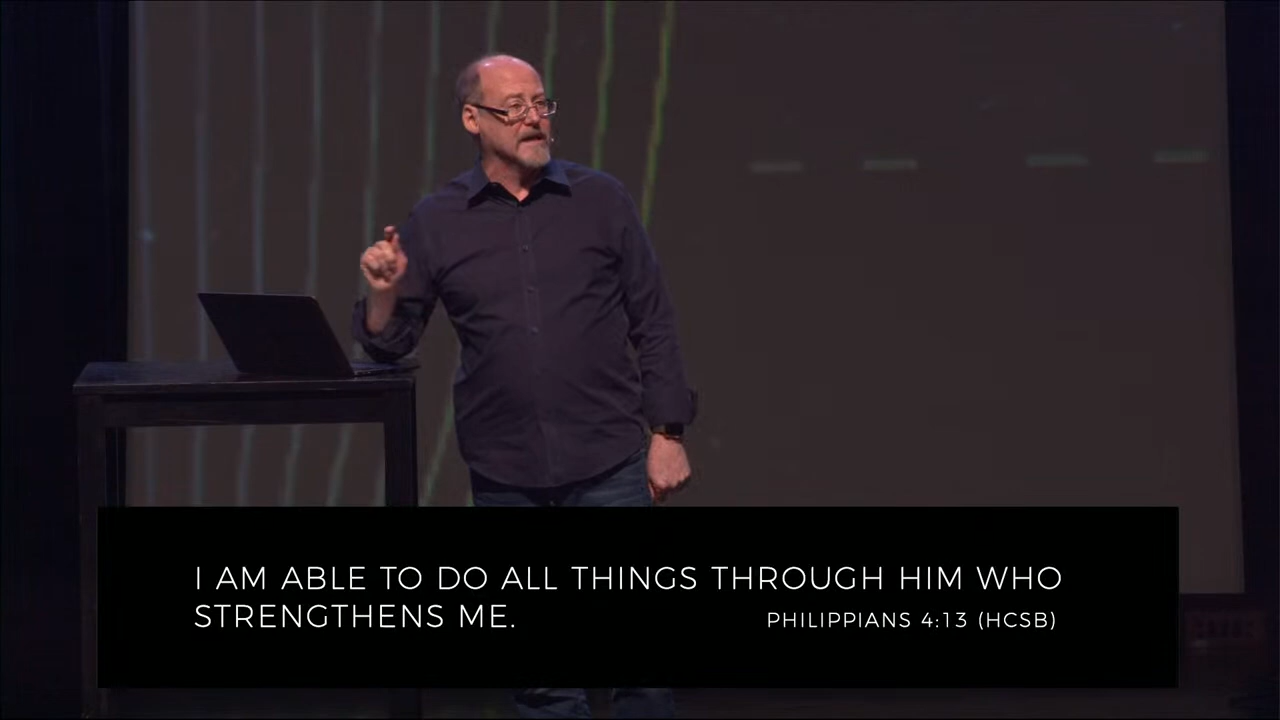 I AM ABLE TO DO ALL THINGS THROUGH HIM WHO
STRENGTHENS ME.
PHILIPPIANS 4:13 (HCSB)